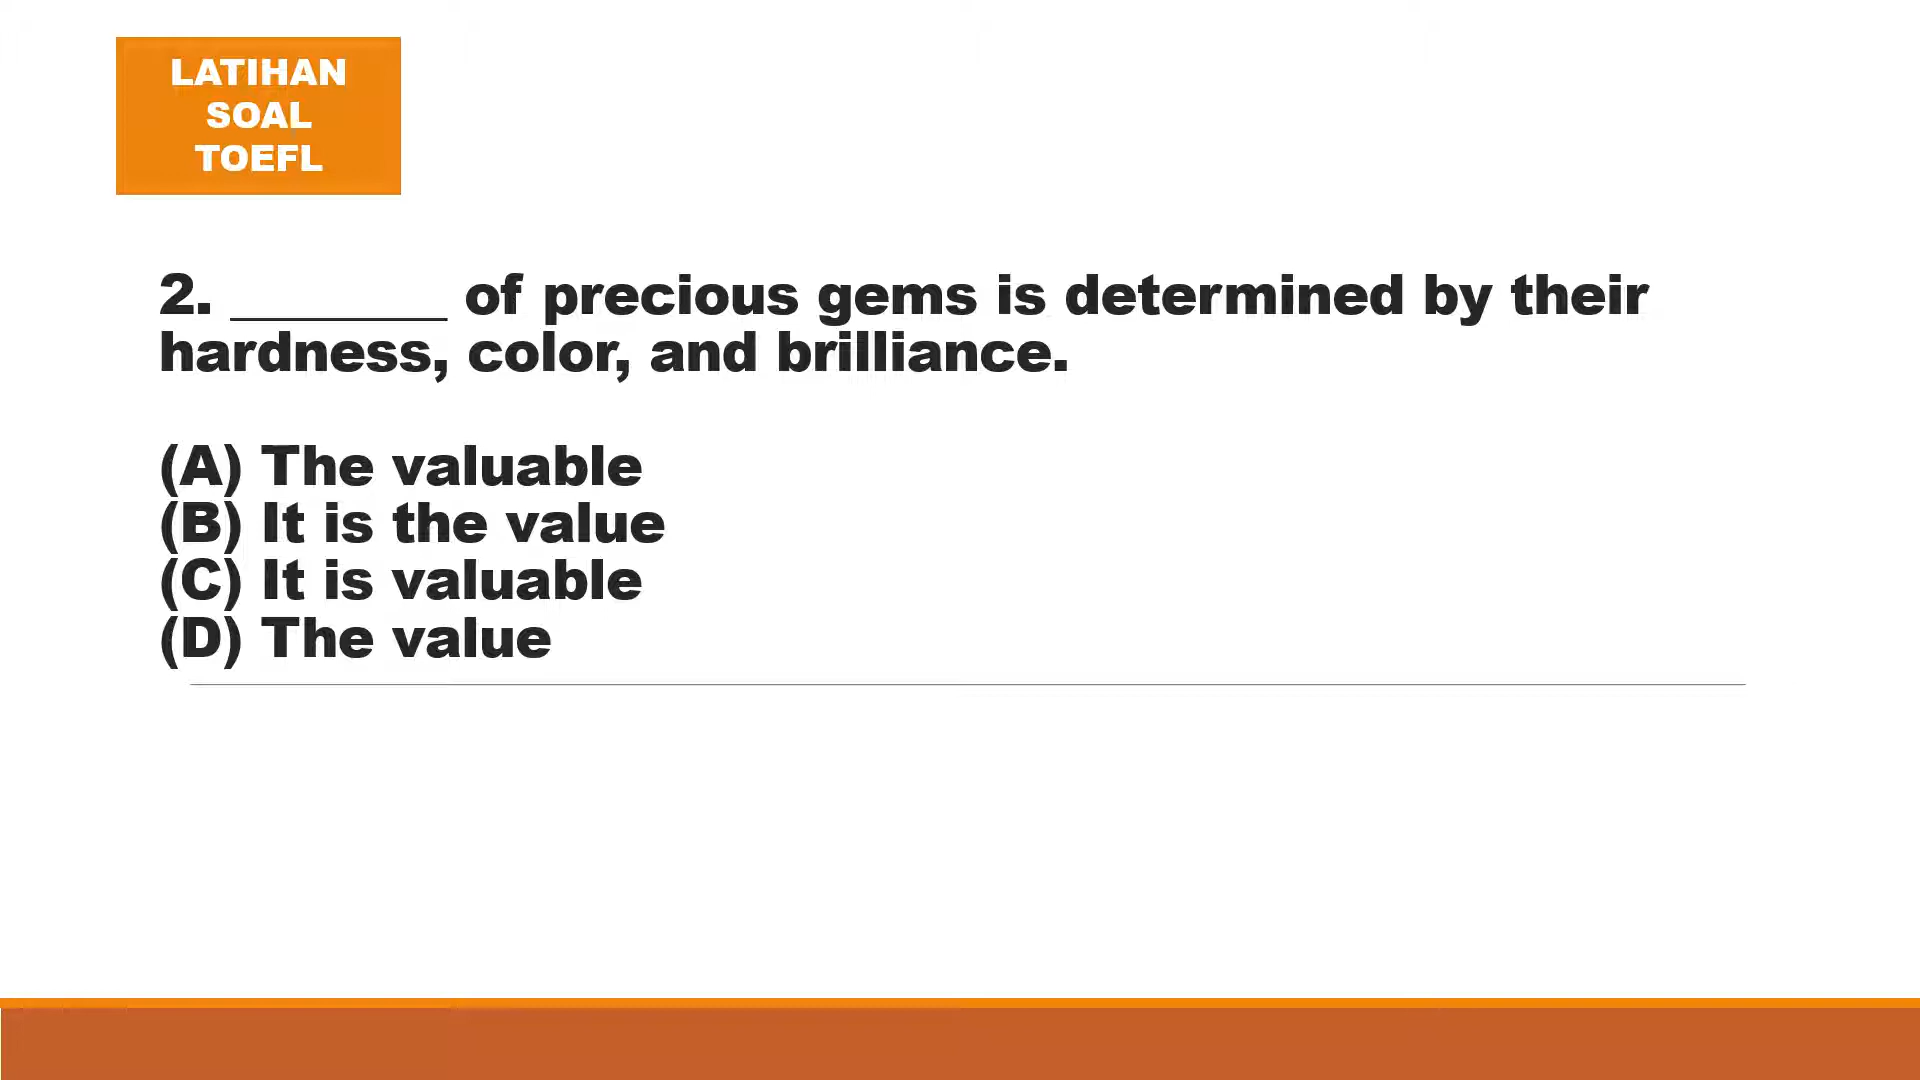 LATIHAN
SOAL
TOEFL
2. ________ of precious gems is determined by their
hardness, color, and brilliance.
(A) The valuable
(B) It is the value
(C) It is valuable
(D) The value